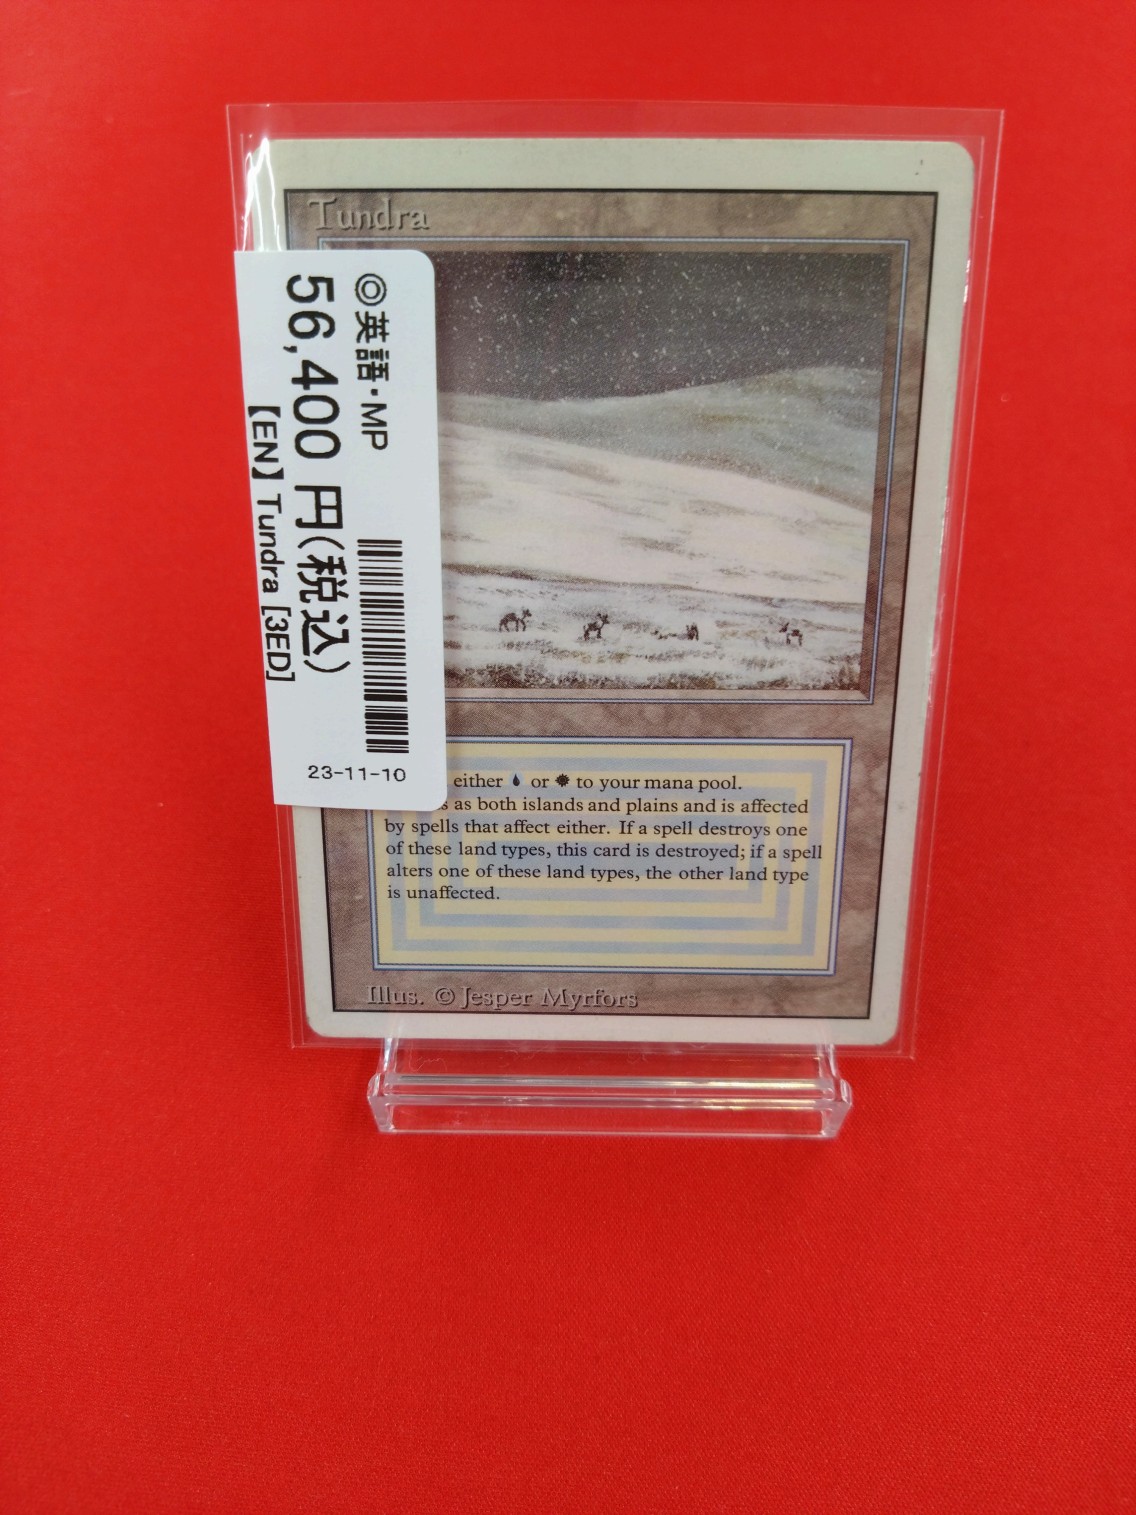 Tundra
◎英語・MP
56,400 円(税込)
【EN】Tundra [3ED]
23-11-10
either or to your mana pool.
as both islands and plains and is affected
by spells that affect either. If a spell destroys one
of these land types, this card is destroyed; if a spell
alters one of these land types, the other land type
is unaffected.
Illus. © Jesper Myrfors